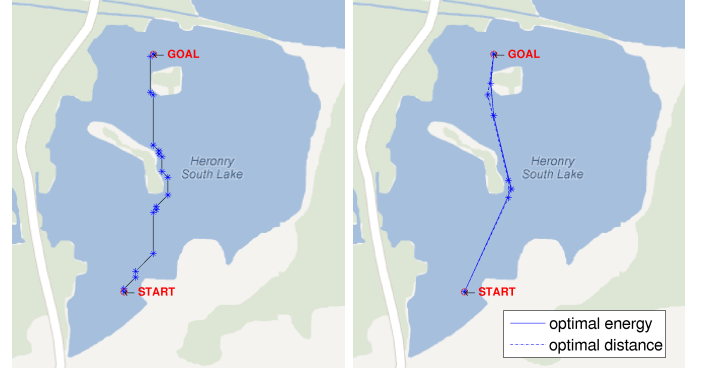 GOAL
Heronry
South Lake
START
GOAL
Heronry
South Lake
START
optimal energy
optimal distance